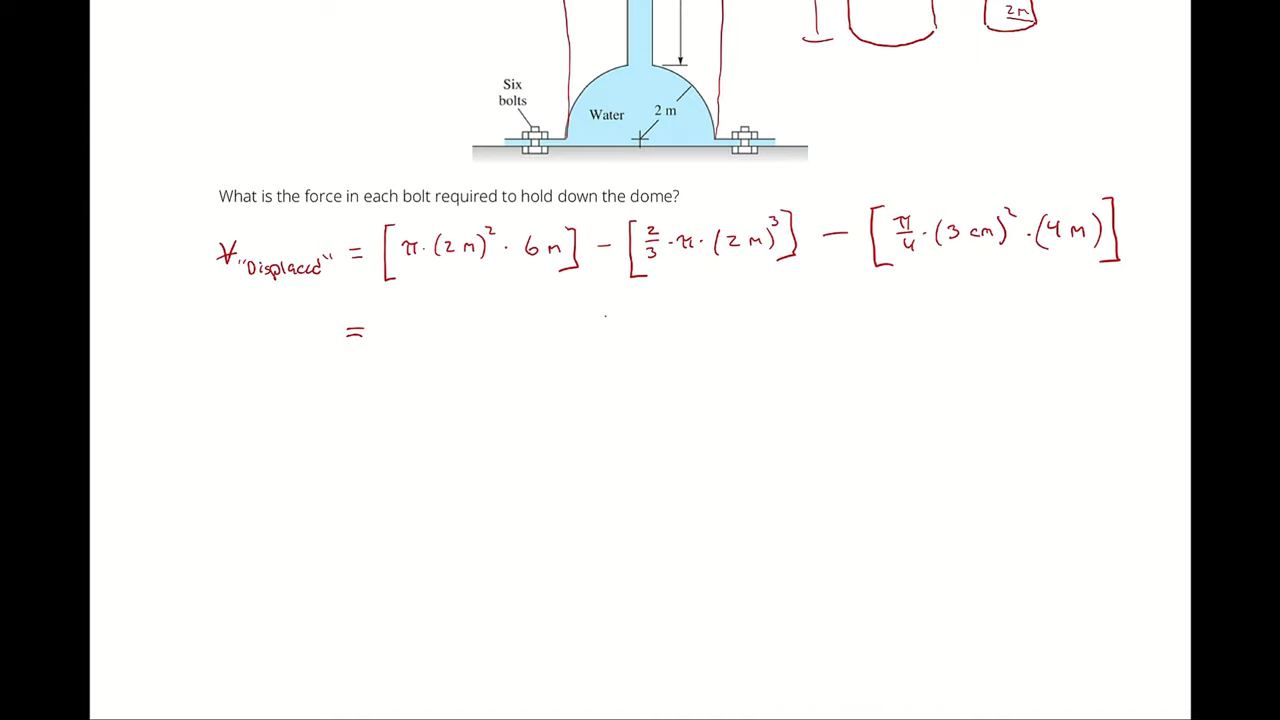 2 m
Six
bolts
Water
2 m
What is the force in each bolt required to hold down the dome?
V "Displaced" = [π · (2 m)² · 6 m] − [2/3 · π · (2 m)³] − [π/4 · (3 cm)² · (4 m)]
=